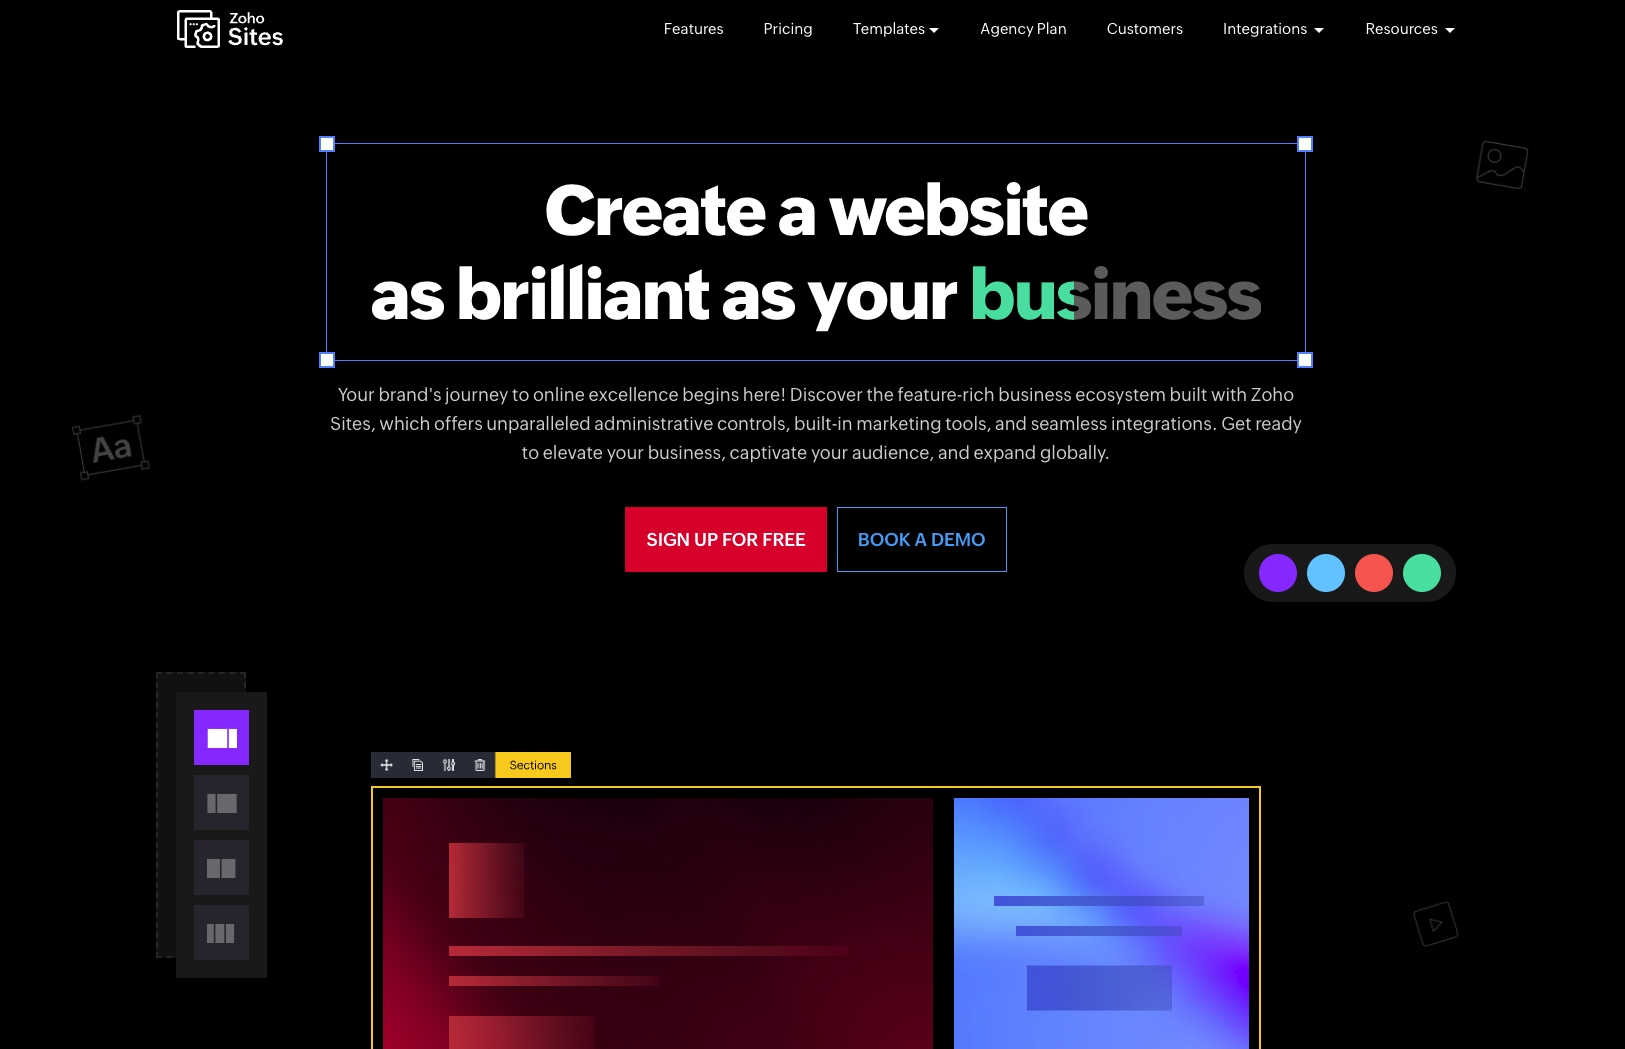 Zoho
Sites
Features
Pricing
Templates
Agency Plan
Customers
Integrations
Resources
Create a website
as brilliant as your business
Your brand's journey to online excellence begins here! Discover the feature-rich business ecosystem built with Zoho
Sites, which offers unparalleled administrative controls, built-in marketing tools, and seamless integrations. Get ready
to elevate your business, captivate your audience, and expand globally.
Aa
SIGN UP FOR FREE
BOOK A DEMO
Sections